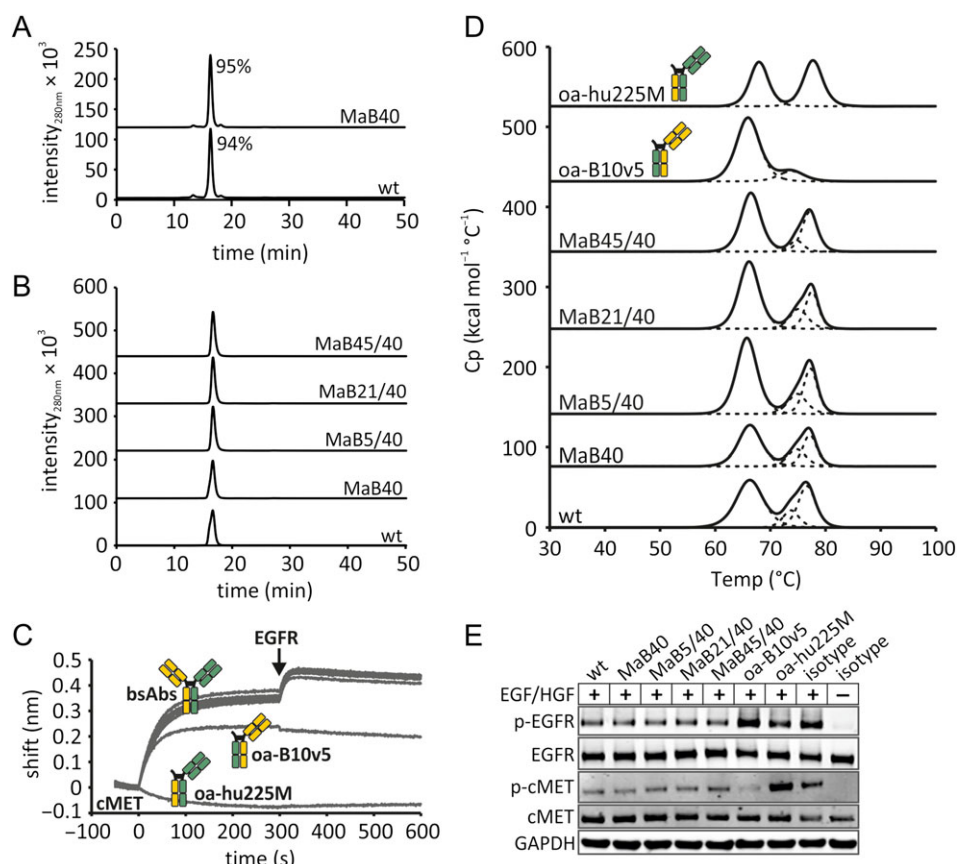 A
intensity280nm × 10³
250
200
150
100
50
0
95%
MaB40
94%
wt
0 10 20 30 40 50
time (min)
B
intensity280nm × 10³
600
500
400
300
200
100
0
MaB45/40
MaB21/40
MaB5/40
MaB40
wt
0 10 20 30 40 50
time (min)
C
shift (nm)
0.5
0.4
0.3
0.2
0.1
0
−0.1
EGFR
bsAbs
oa-B10v5
cMET
oa-hu225M
−100 0 100 200 300 400 500 600
time (s)
D
Cp (kcal mol⁻¹ °C⁻¹)
600
500
400
300
200
100
0
oa-hu225M
oa-B10v5
MaB45/40
MaB21/40
MaB5/40
MaB40
wt
30 40 50 60 70 80 90 100
Temp (°C)
E
wt MaB40 MaB5/40 MaB21/40 MaB45/40 oa-B10v5 oa-hu225M isotype isotype
EGF/HGF + + + + + + + + −
p-EGFR
EGFR
p-cMET
cMET
GAPDH